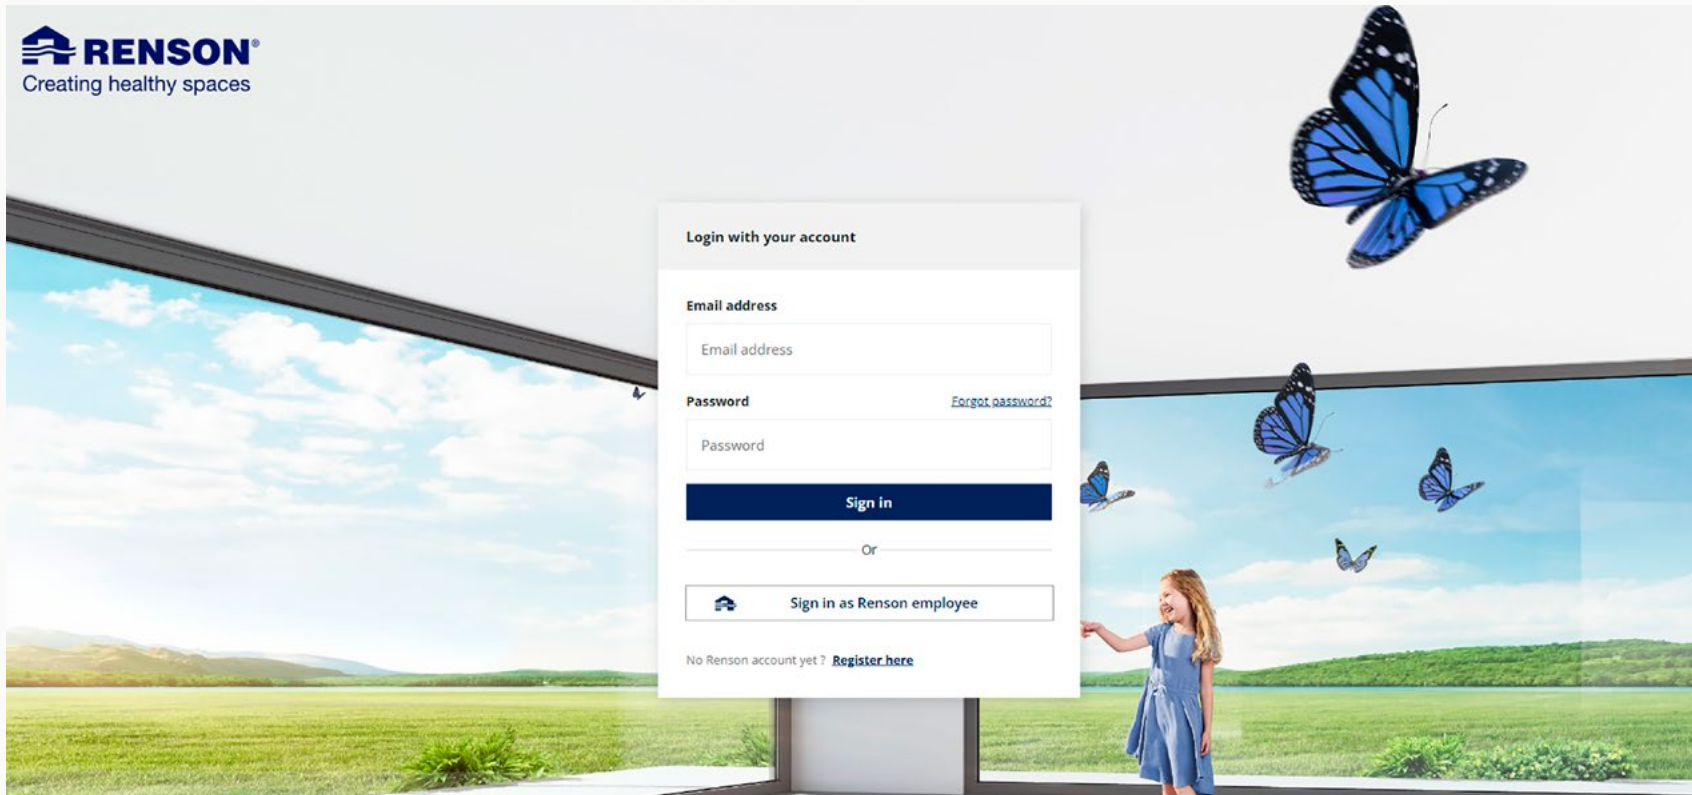 RENSON®
Creating healthy spaces
Login with your account
Email address
Email address
Password Forgot password?
Password
Sign in
Or
Sign in as Renson employee
No Renson account yet ? Register here